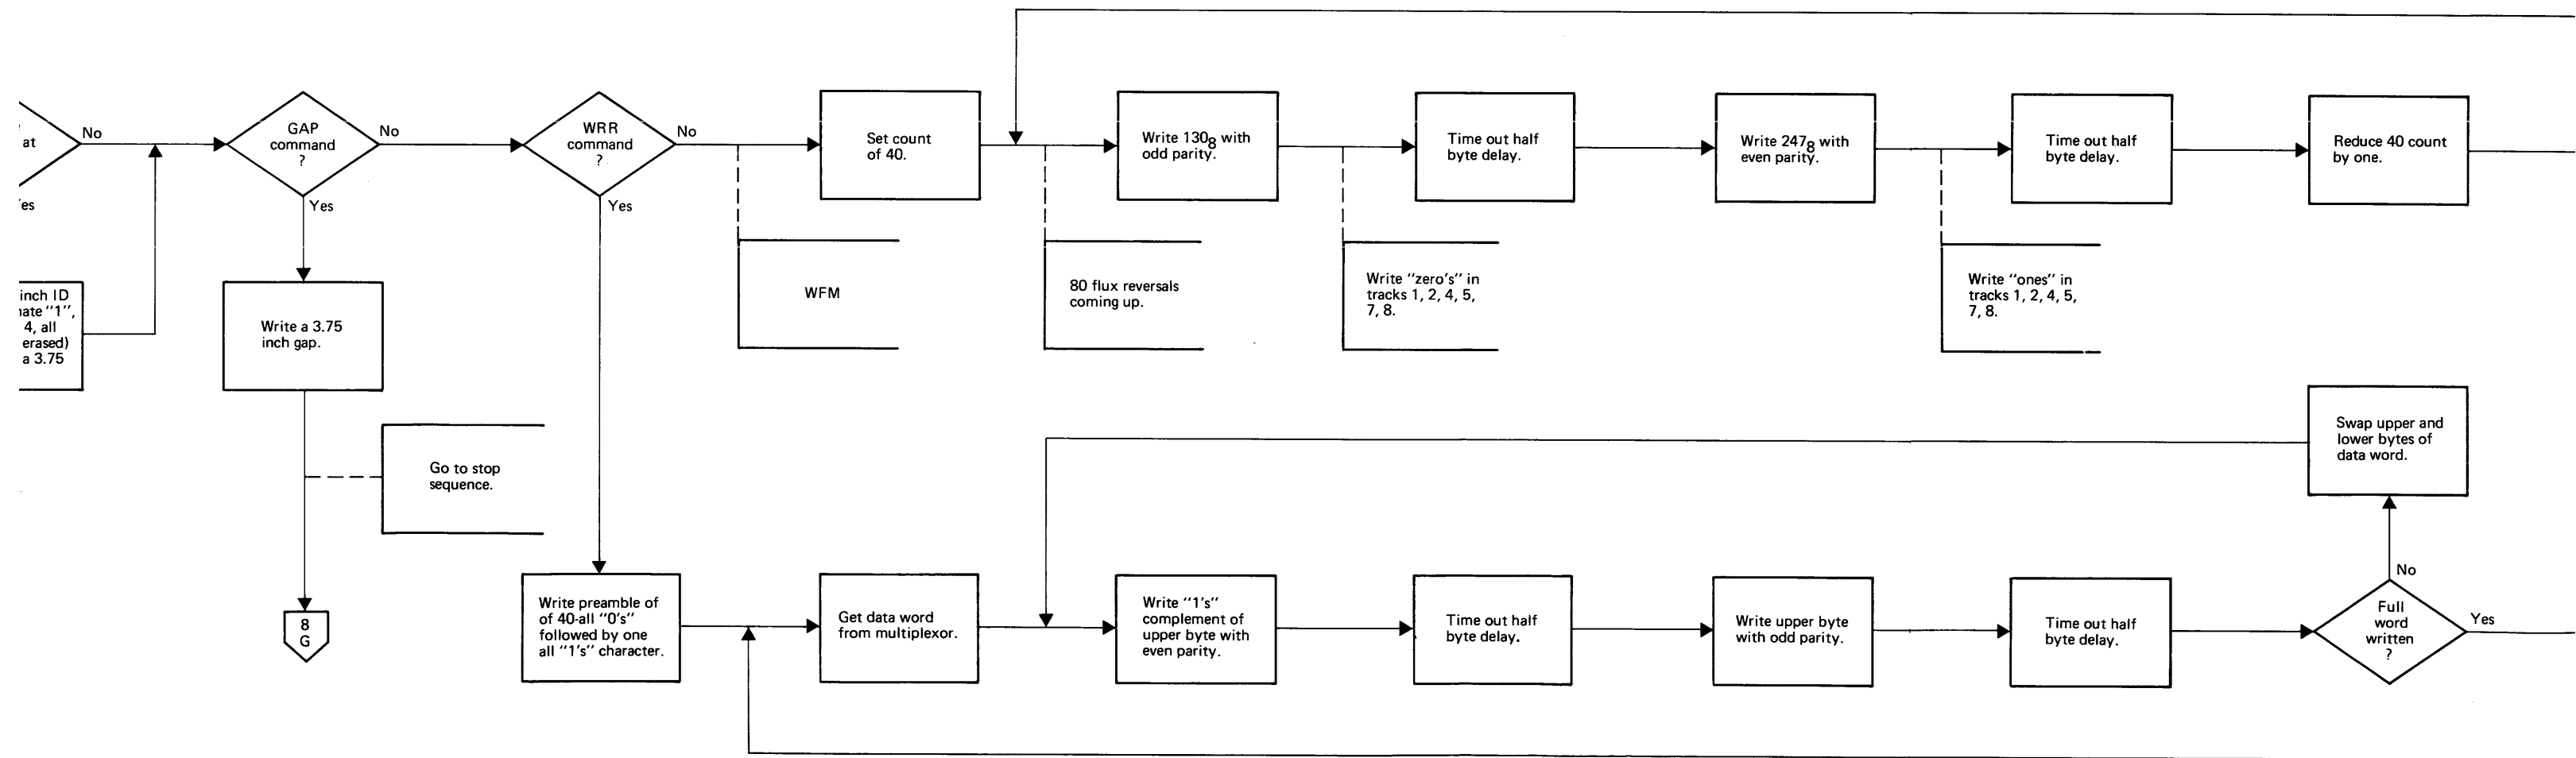 at
No
GAP
command
?
No
Yes
WRR
command
?
No
Yes
Set count
of 40.
Write 130₈ with
odd parity.
Time out half
byte delay.
Write 247₈ with
even parity.
Time out half
byte delay.
Reduce 40 count
by one.
WFM
80 flux reversals
coming up.
Write "zero's" in
tracks 1, 2, 4, 5,
7, 8.
Write "ones" in
tracks 1, 2, 4, 5,
7, 8.
inch ID
"1",
4, all
erased)
a 3.75
Write a 3.75
inch gap.
Go to stop
sequence.
8
G
Swap upper and
lower bytes of
data word.
Write preamble of
of 40-all "0's"
followed by one
all "1's" character.
Get data word
from multiplexor.
Write "1's"
complement of
upper byte with
even parity.
Time out half
byte delay.
Write upper byte
with odd parity.
Time out half
byte delay.
Full
word
written
?
No
Yes